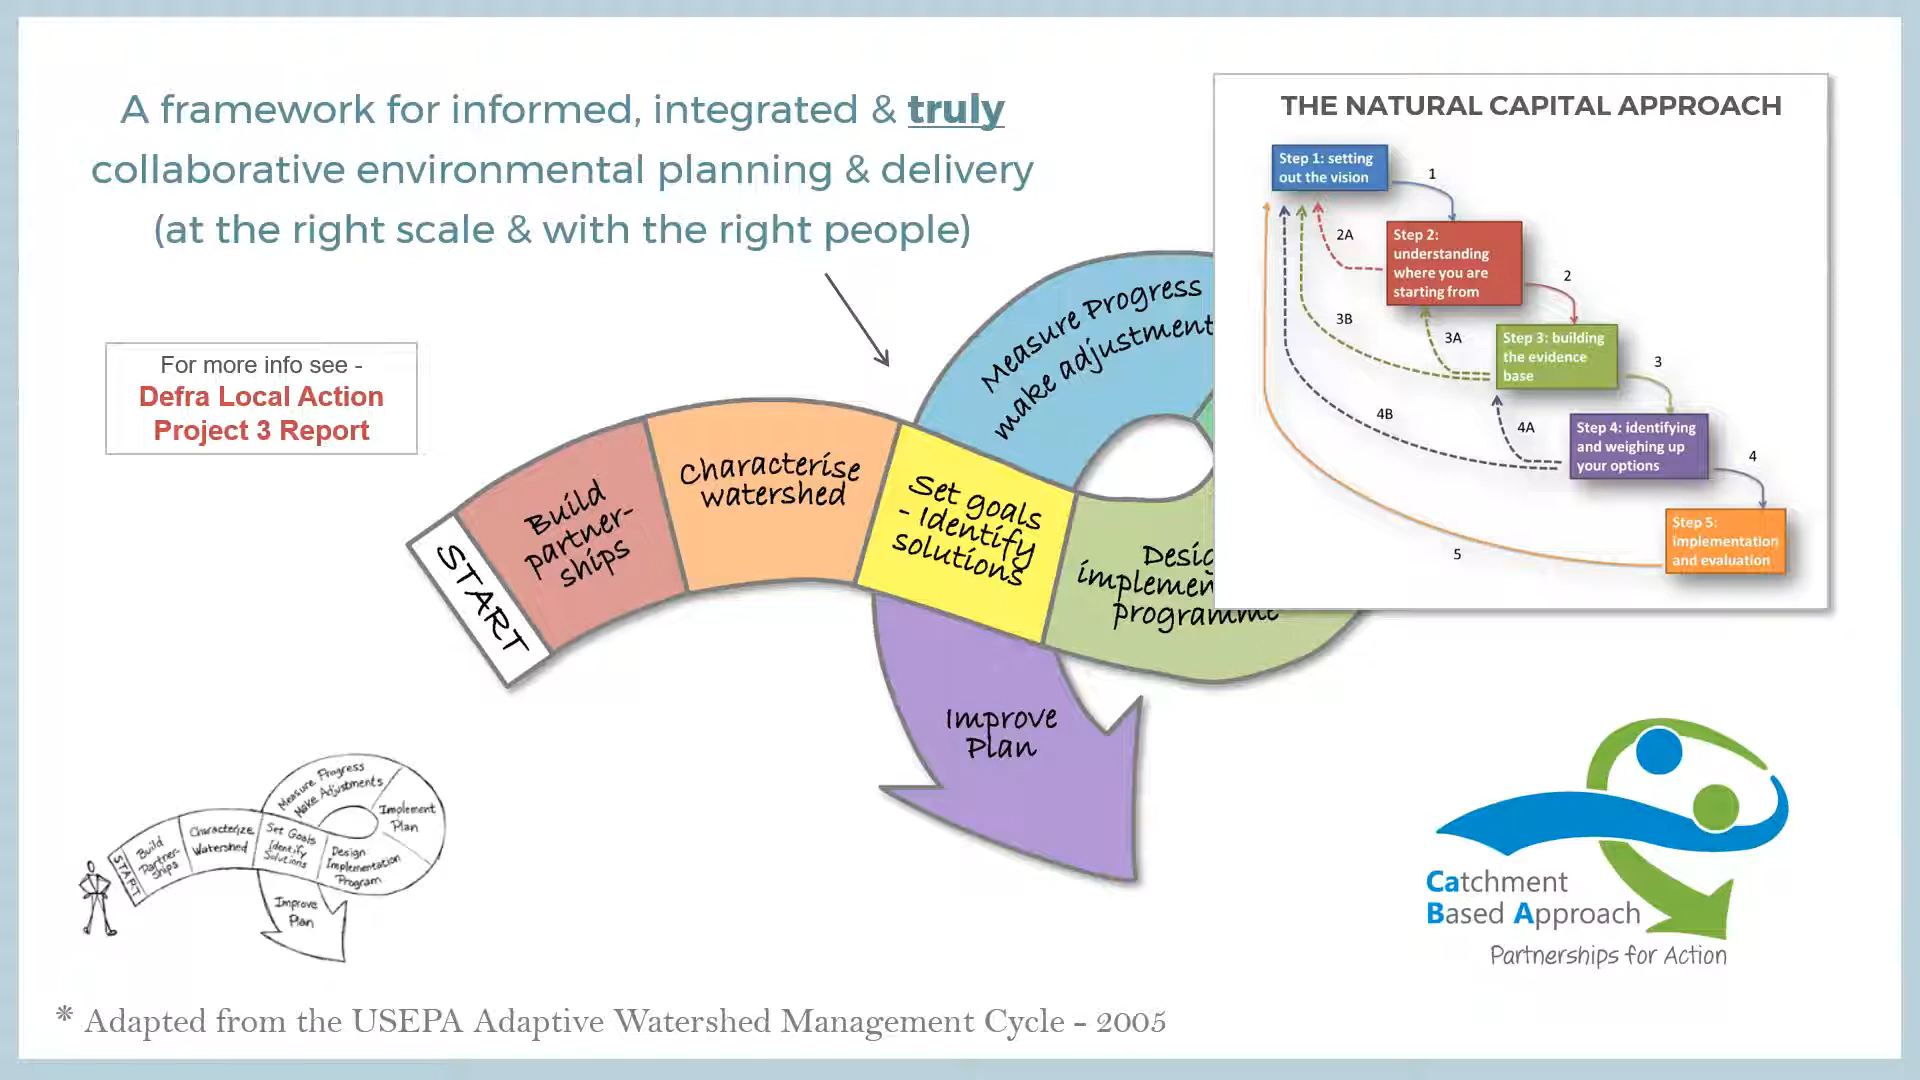 A framework for informed, integrated & truly
collaborative environmental planning & delivery
(at the right scale & with the right people)
For more info see -
Defra Local Action
Project 3 Report
START
Build
partner-
ships
Characterise
watershed
Set goals
- Identify
solutions
Measure Progress
make adjustment
implemen
programme
Improve
Plan
THE NATURAL CAPITAL APPROACH
Step 1: setting
out the vision
1
2A
Step 2:
understanding
where you are
starting from
2
3B
3A
Step 3: building
the evidence
base
3
4B
4A
Step 4: identifying
and weighing up
your options
4
Step 5:
implementation
and evaluation
5
START
Build
Partner-
ships
Characterize
Watershed
Set Goals
Identify
Solutions
Measure Progress
Make Adjustments
Implement
Plan
Design
Implementation
Program
Improve
Plan
Catchment
Based Approach
Partnerships for Action
* Adapted from the USEPA Adaptive Watershed Management Cycle - 2005